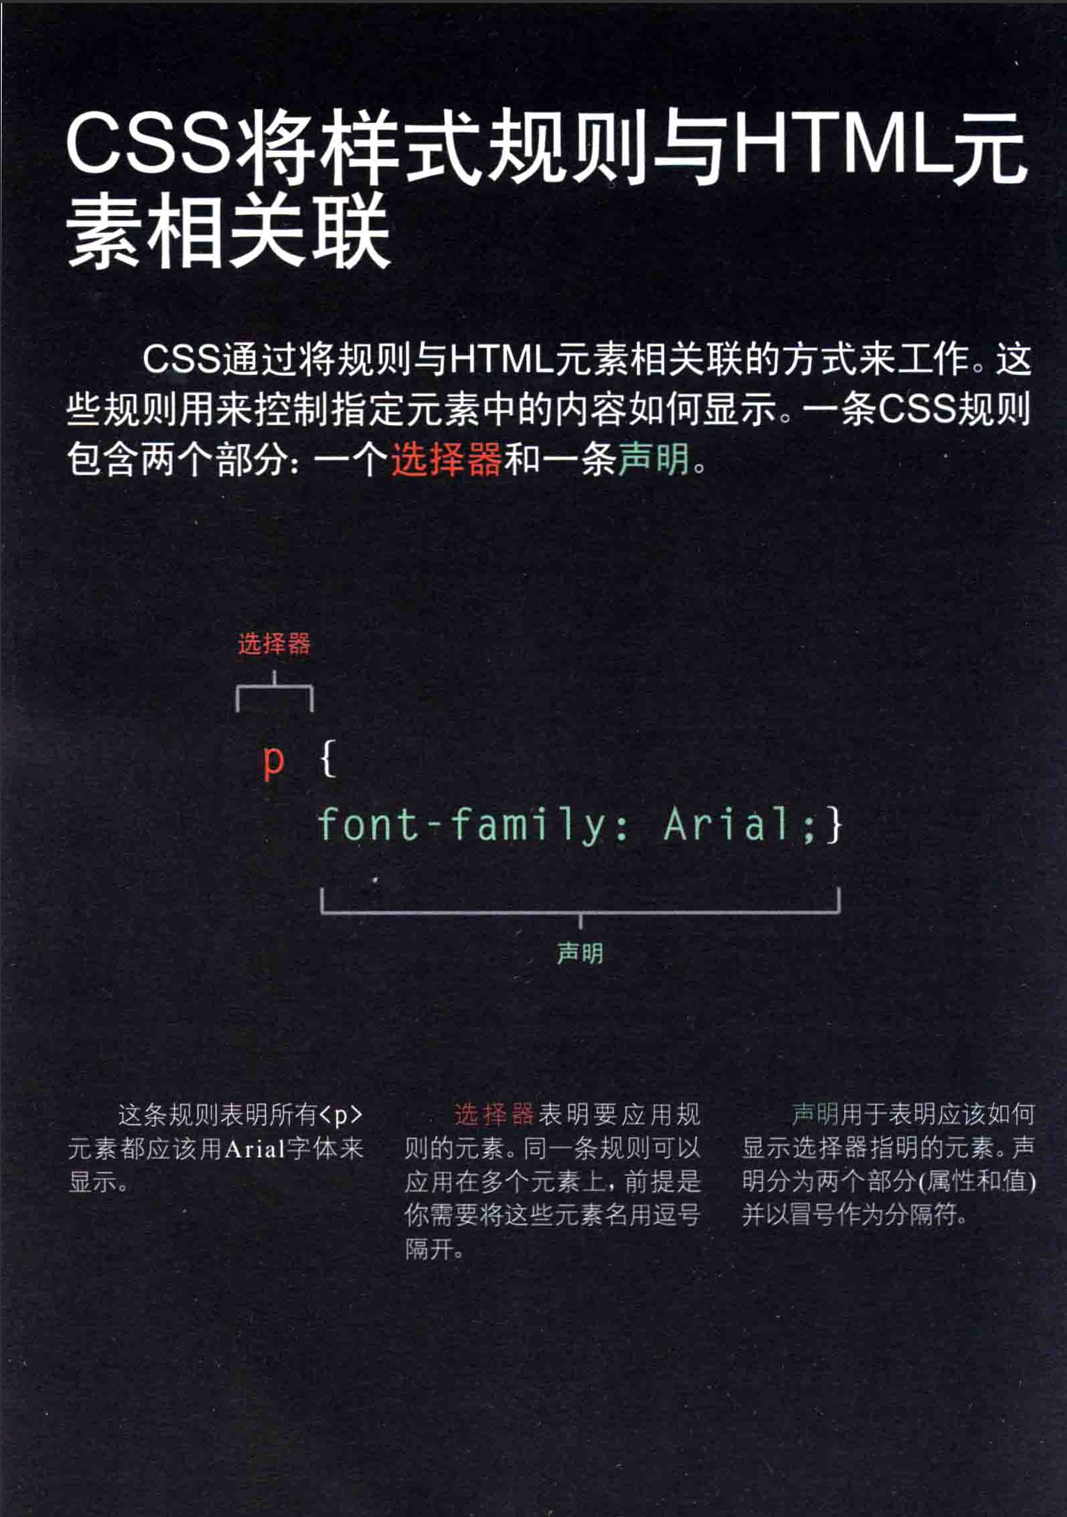 CSS将样式规则与HTML元
素相关联
CSS通过将规则与HTML元素相关联的方式来工作。这
些规则用来控制指定元素中的内容如何显示。一条CSS规则
包含两个部分：一个选择器和一条声明。
选择器
p {
font-family: Arial;}
声明
这条规则表明所有<p>
元素都应该用Arial字体来
显示。
选择器表明要应用规
则的元素。同一条规则可以
应用在多个元素上，前提是
你需要将这些元素名用逗号
隔开。
声明用于表明应该如何
显示选择器指明的元素。声
明分为两个部分(属性和值)
并以冒号作为分隔符。